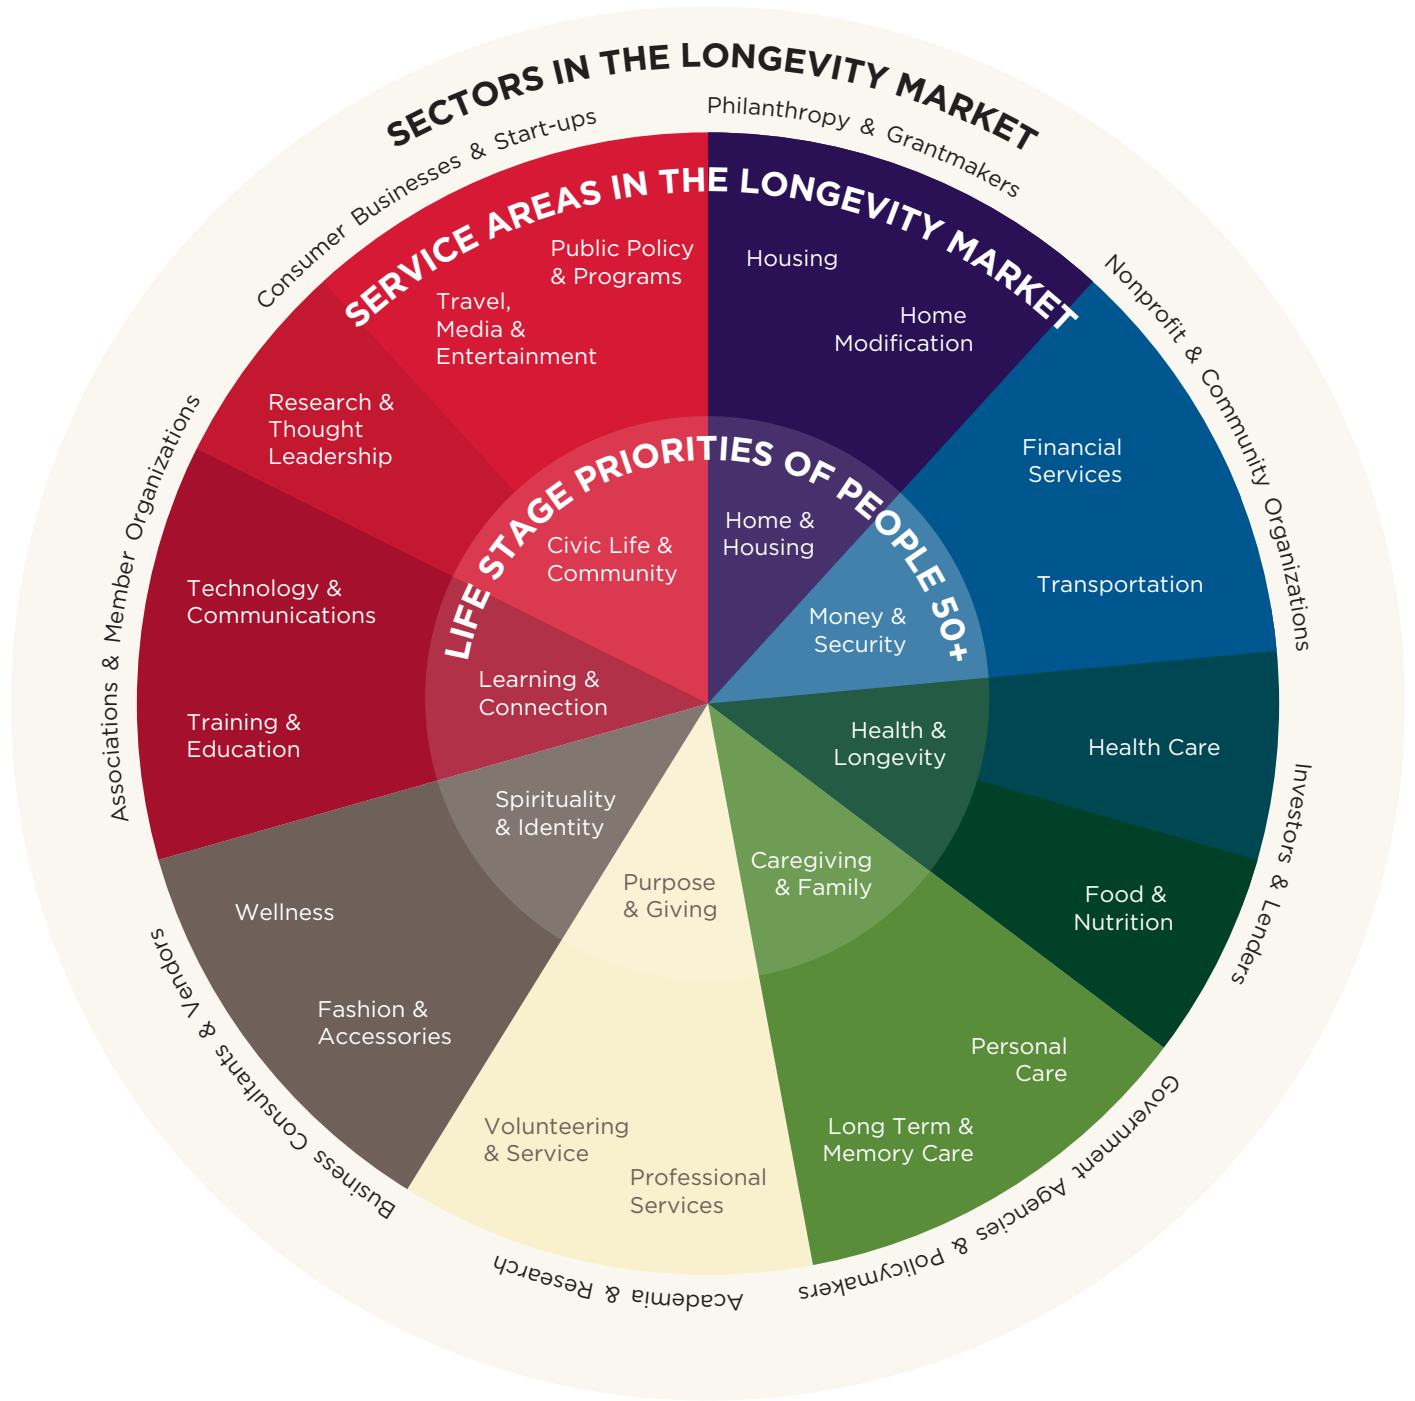 SECTORS IN THE LONGEVITY MARKET
Philanthropy & Grantmakers
Nonprofit & Community Organizations
Investors & Lenders
Government Agencies & Policymakers
Academia & Research
Business Consultants & Vendors
Associations & Member Organizations
Consumer Businesses & Start-ups
SERVICE AREAS IN THE LONGEVITY MARKET
Housing
Home
Modification
Financial
Services
Transportation
Health Care
Food &
Nutrition
Personal
Care
Long Term &
Memory Care
Professional
Services
Volunteering
& Service
Fashion &
Accessories
Wellness
Training &
Education
Technology &
Communications
Research &
Thought
Leadership
Travel,
Media &
Entertainment
Public Policy
& Programs
LIFE STAGE PRIORITIES OF PEOPLE 50+
Home &
Housing
Money &
Security
Health &
Longevity
Caregiving
& Family
Purpose
& Giving
Spirituality
& Identity
Learning &
Connection
Civic Life &
Community